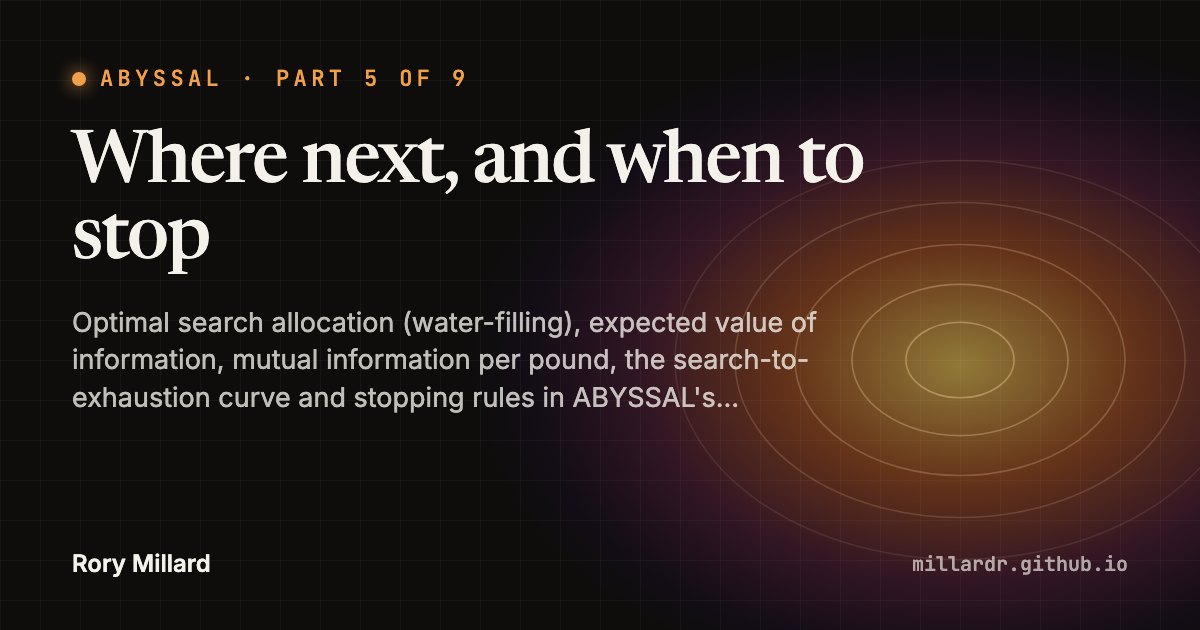 ABYSSAL · PART 5 OF 9
Where next, and when to
stop
Optimal search allocation (water-filling), expected value of
information, mutual information per pound, the search-to-
exhaustion curve and stopping rules in ABYSSAL's...
Rory Millard
millardr.github.io